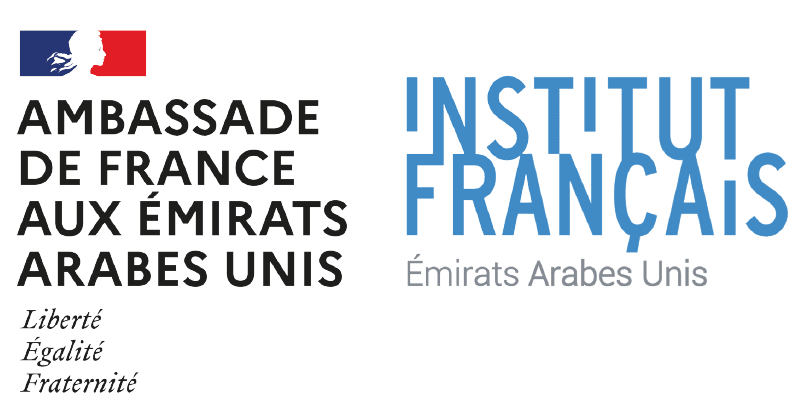 AMBASSADE
DE FRANCE
AUX ÉMIRATS
ARABES UNIS
Liberté
Égalité
Fraternité
INSTITUT
FRANÇAIS
Émirats Arabes Unis